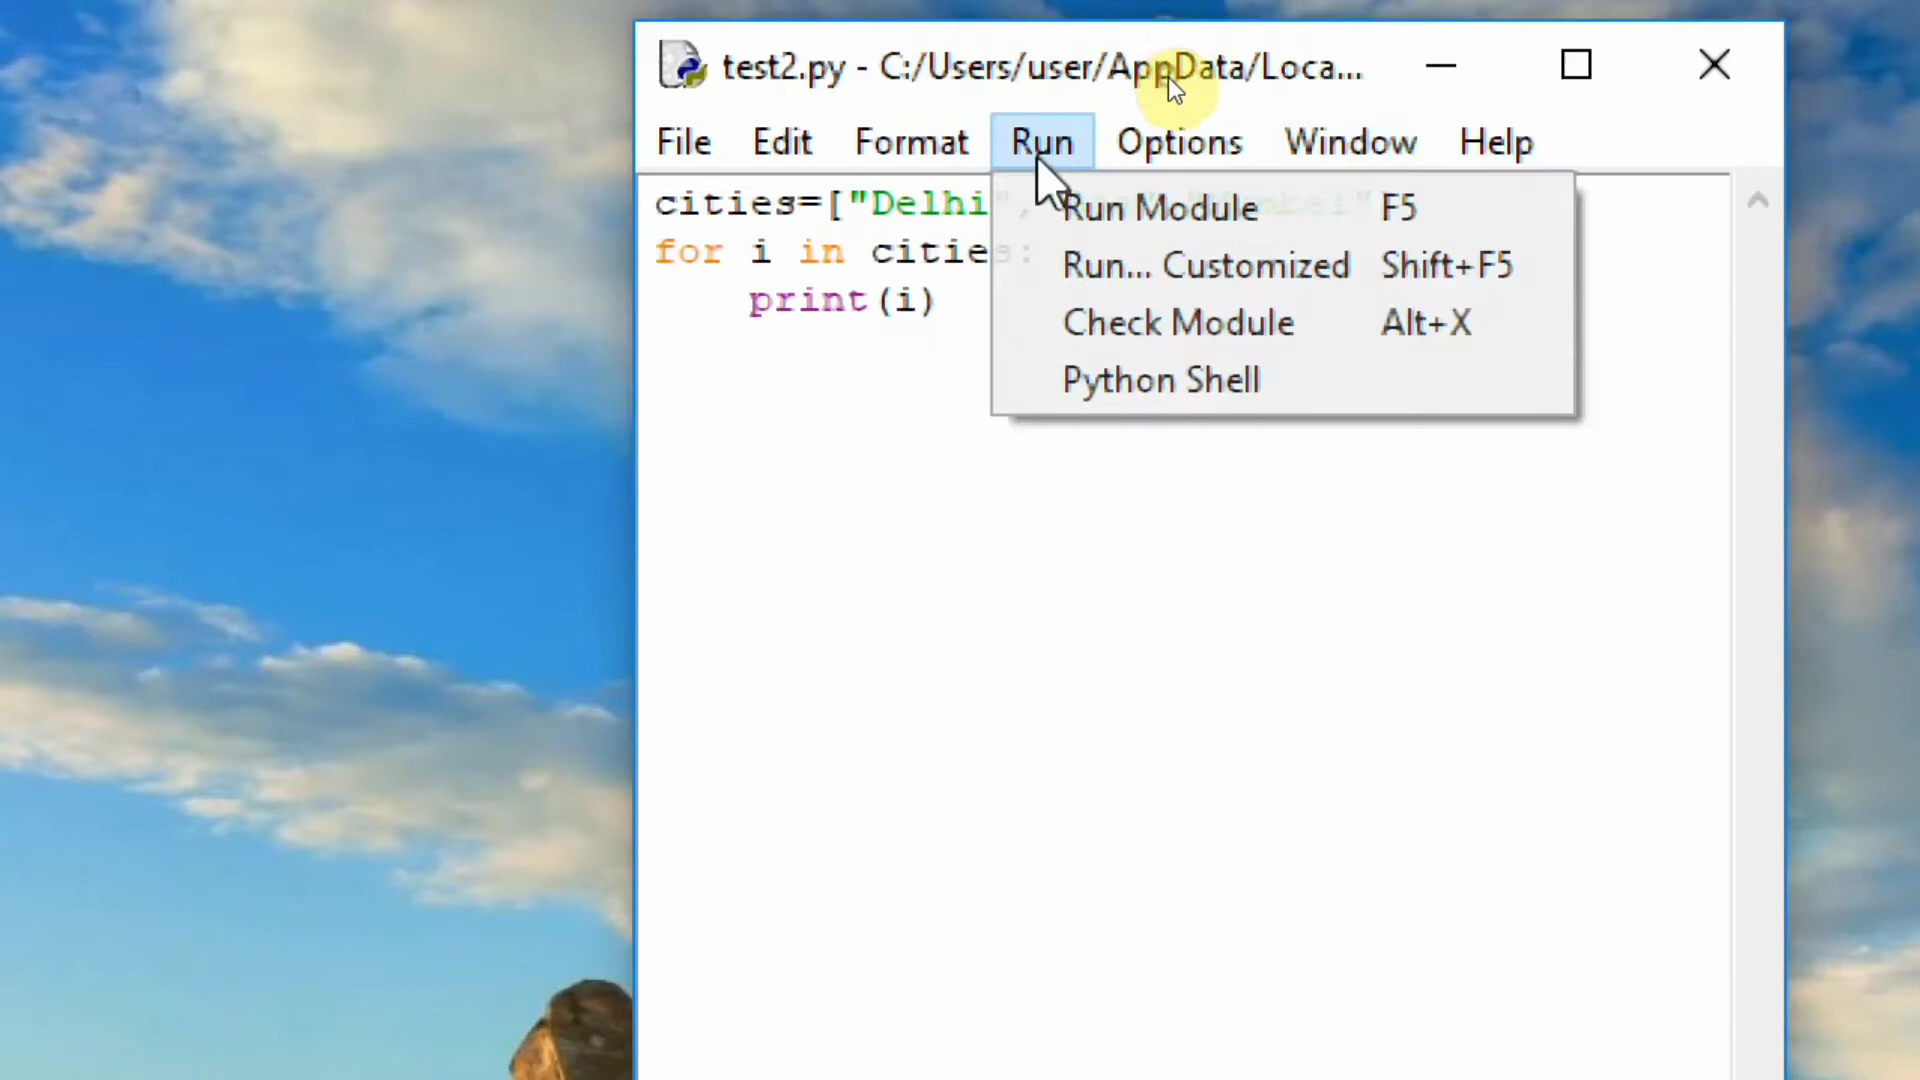 test2.py - C:/Users/user/AppData/Loca...
File Edit Format Run Options Window Help
cities=["Delhi",
for i in cities:
print(i)
Run Module F5
Run... Customized Shift+F5
Check Module Alt+X
Python Shell